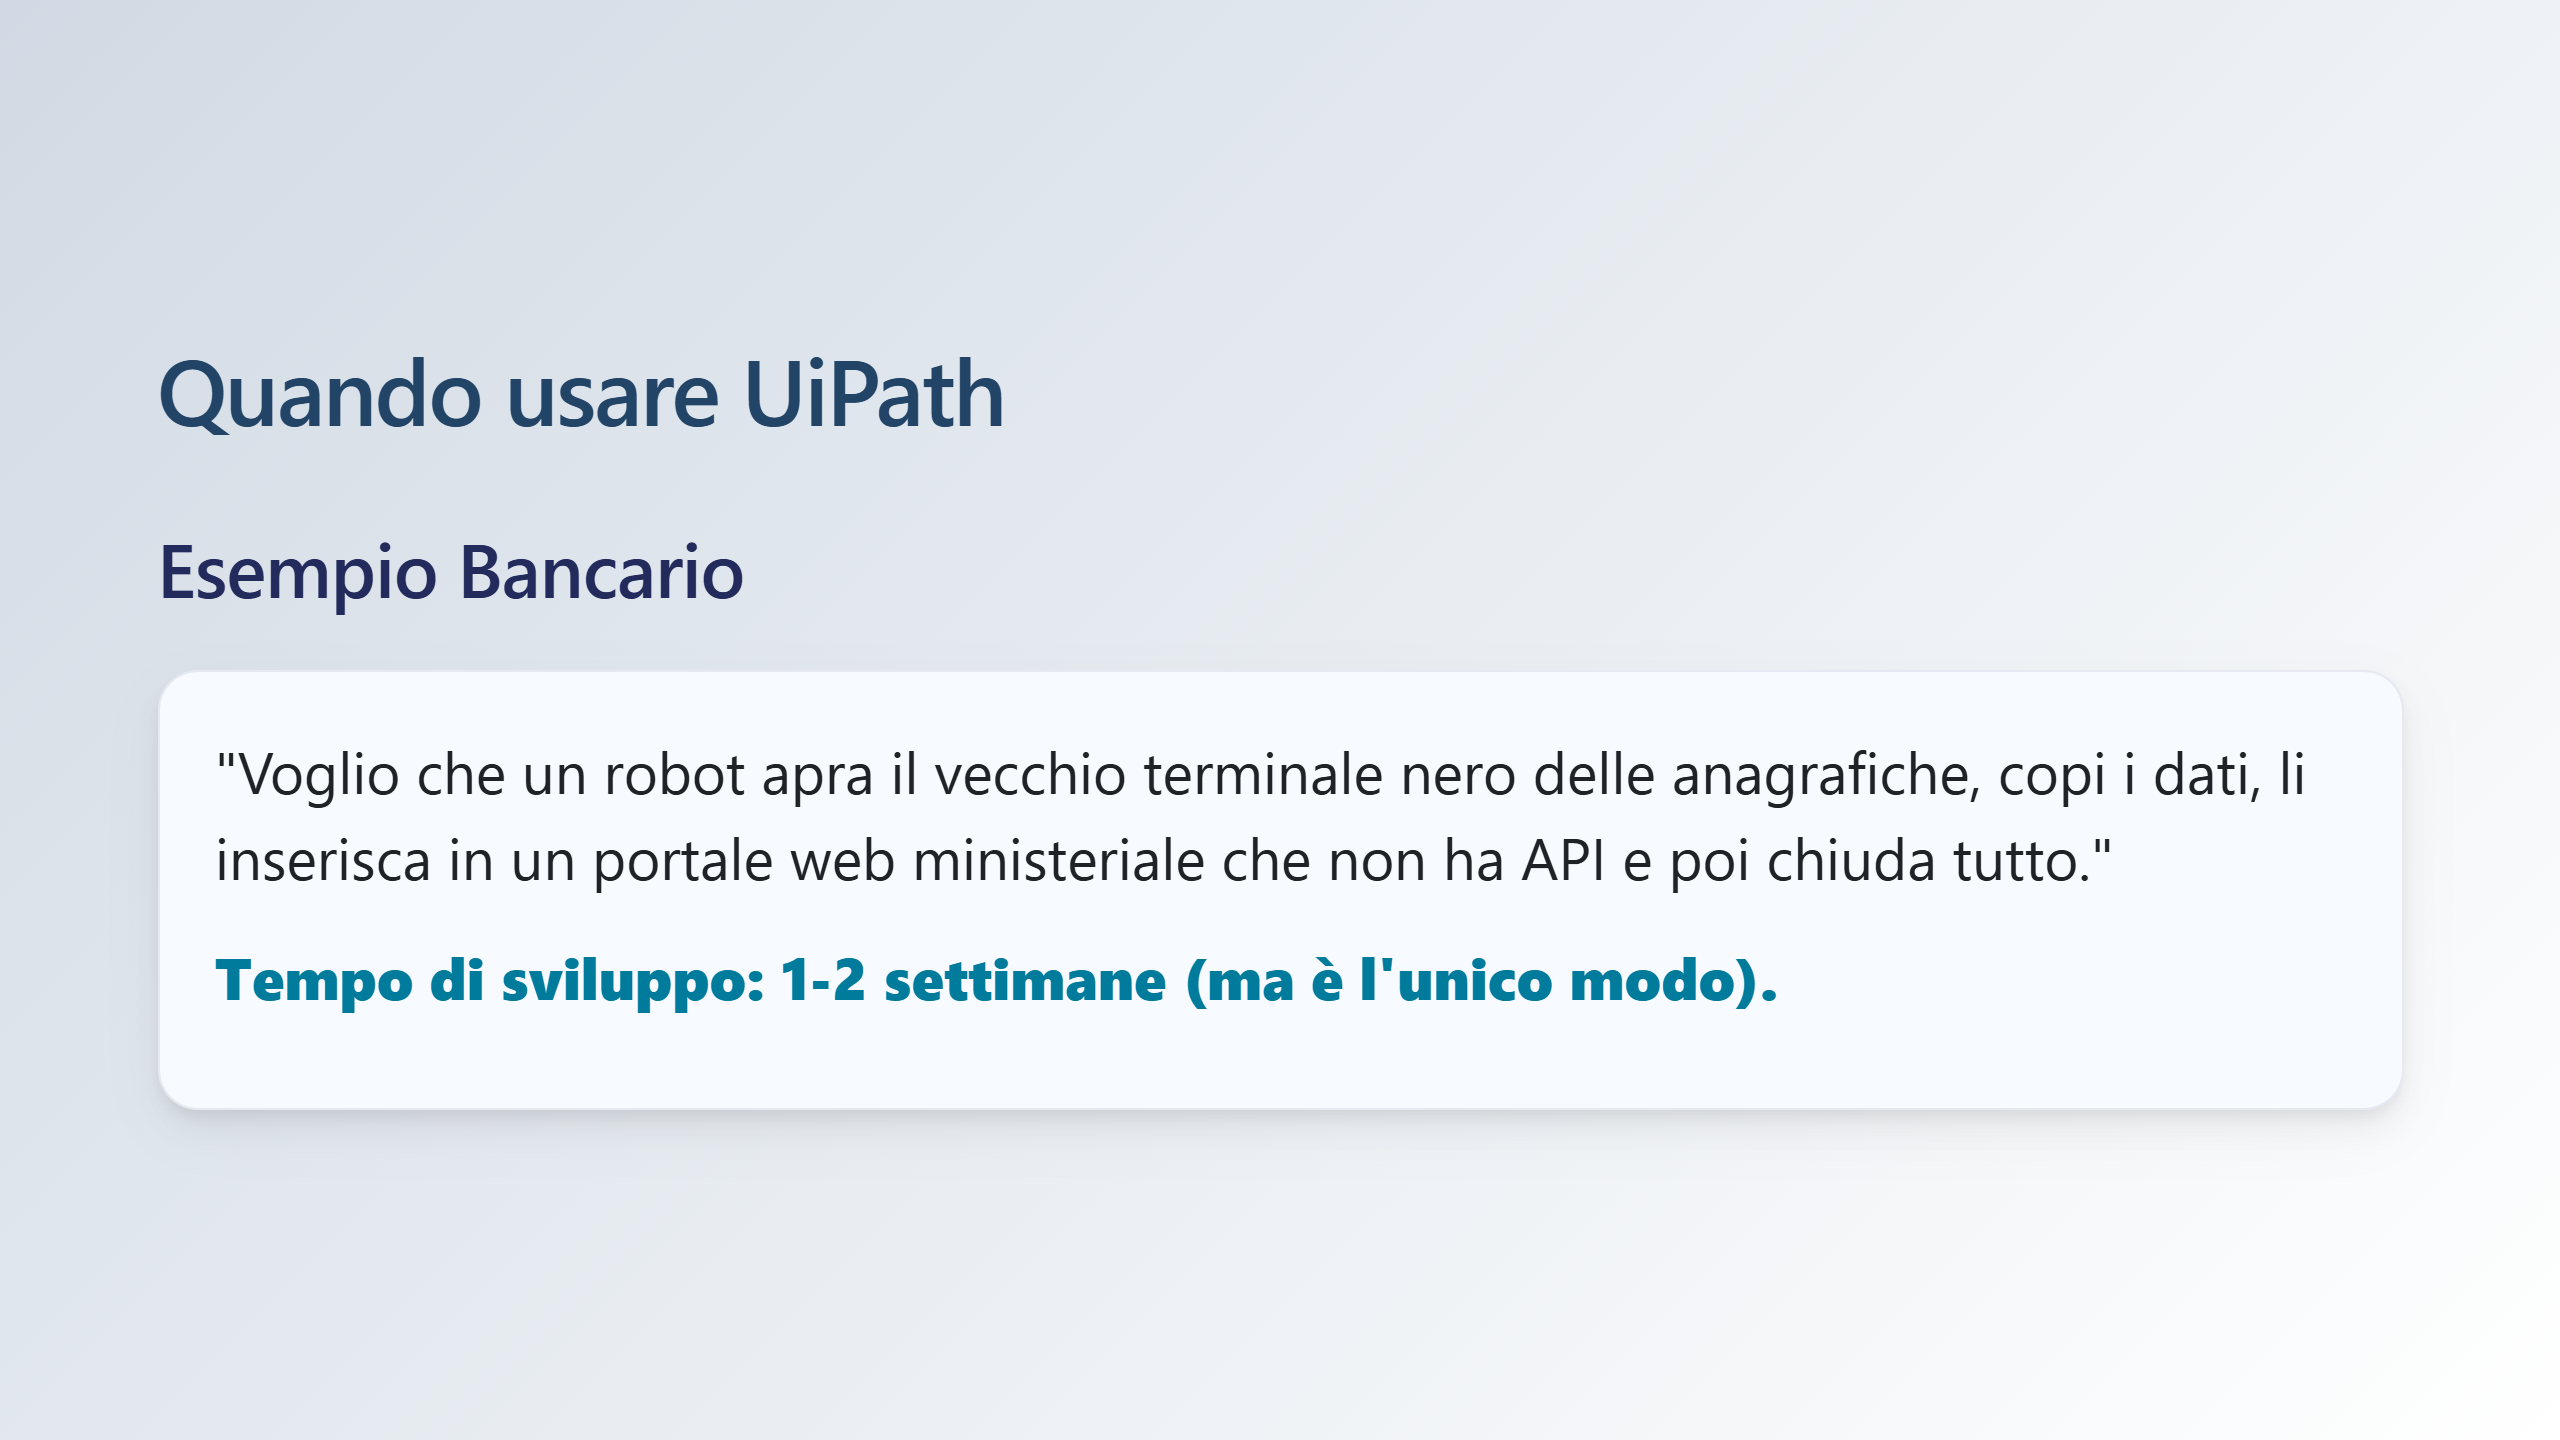 Quando usare UiPath
Esempio Bancario
"Voglio che un robot apra il vecchio terminale nero delle anagrafiche, copi i dati, li
inserisca in un portale web ministeriale che non ha API e poi chiuda tutto."
Tempo di sviluppo: 1-2 settimane (ma è l'unico modo).